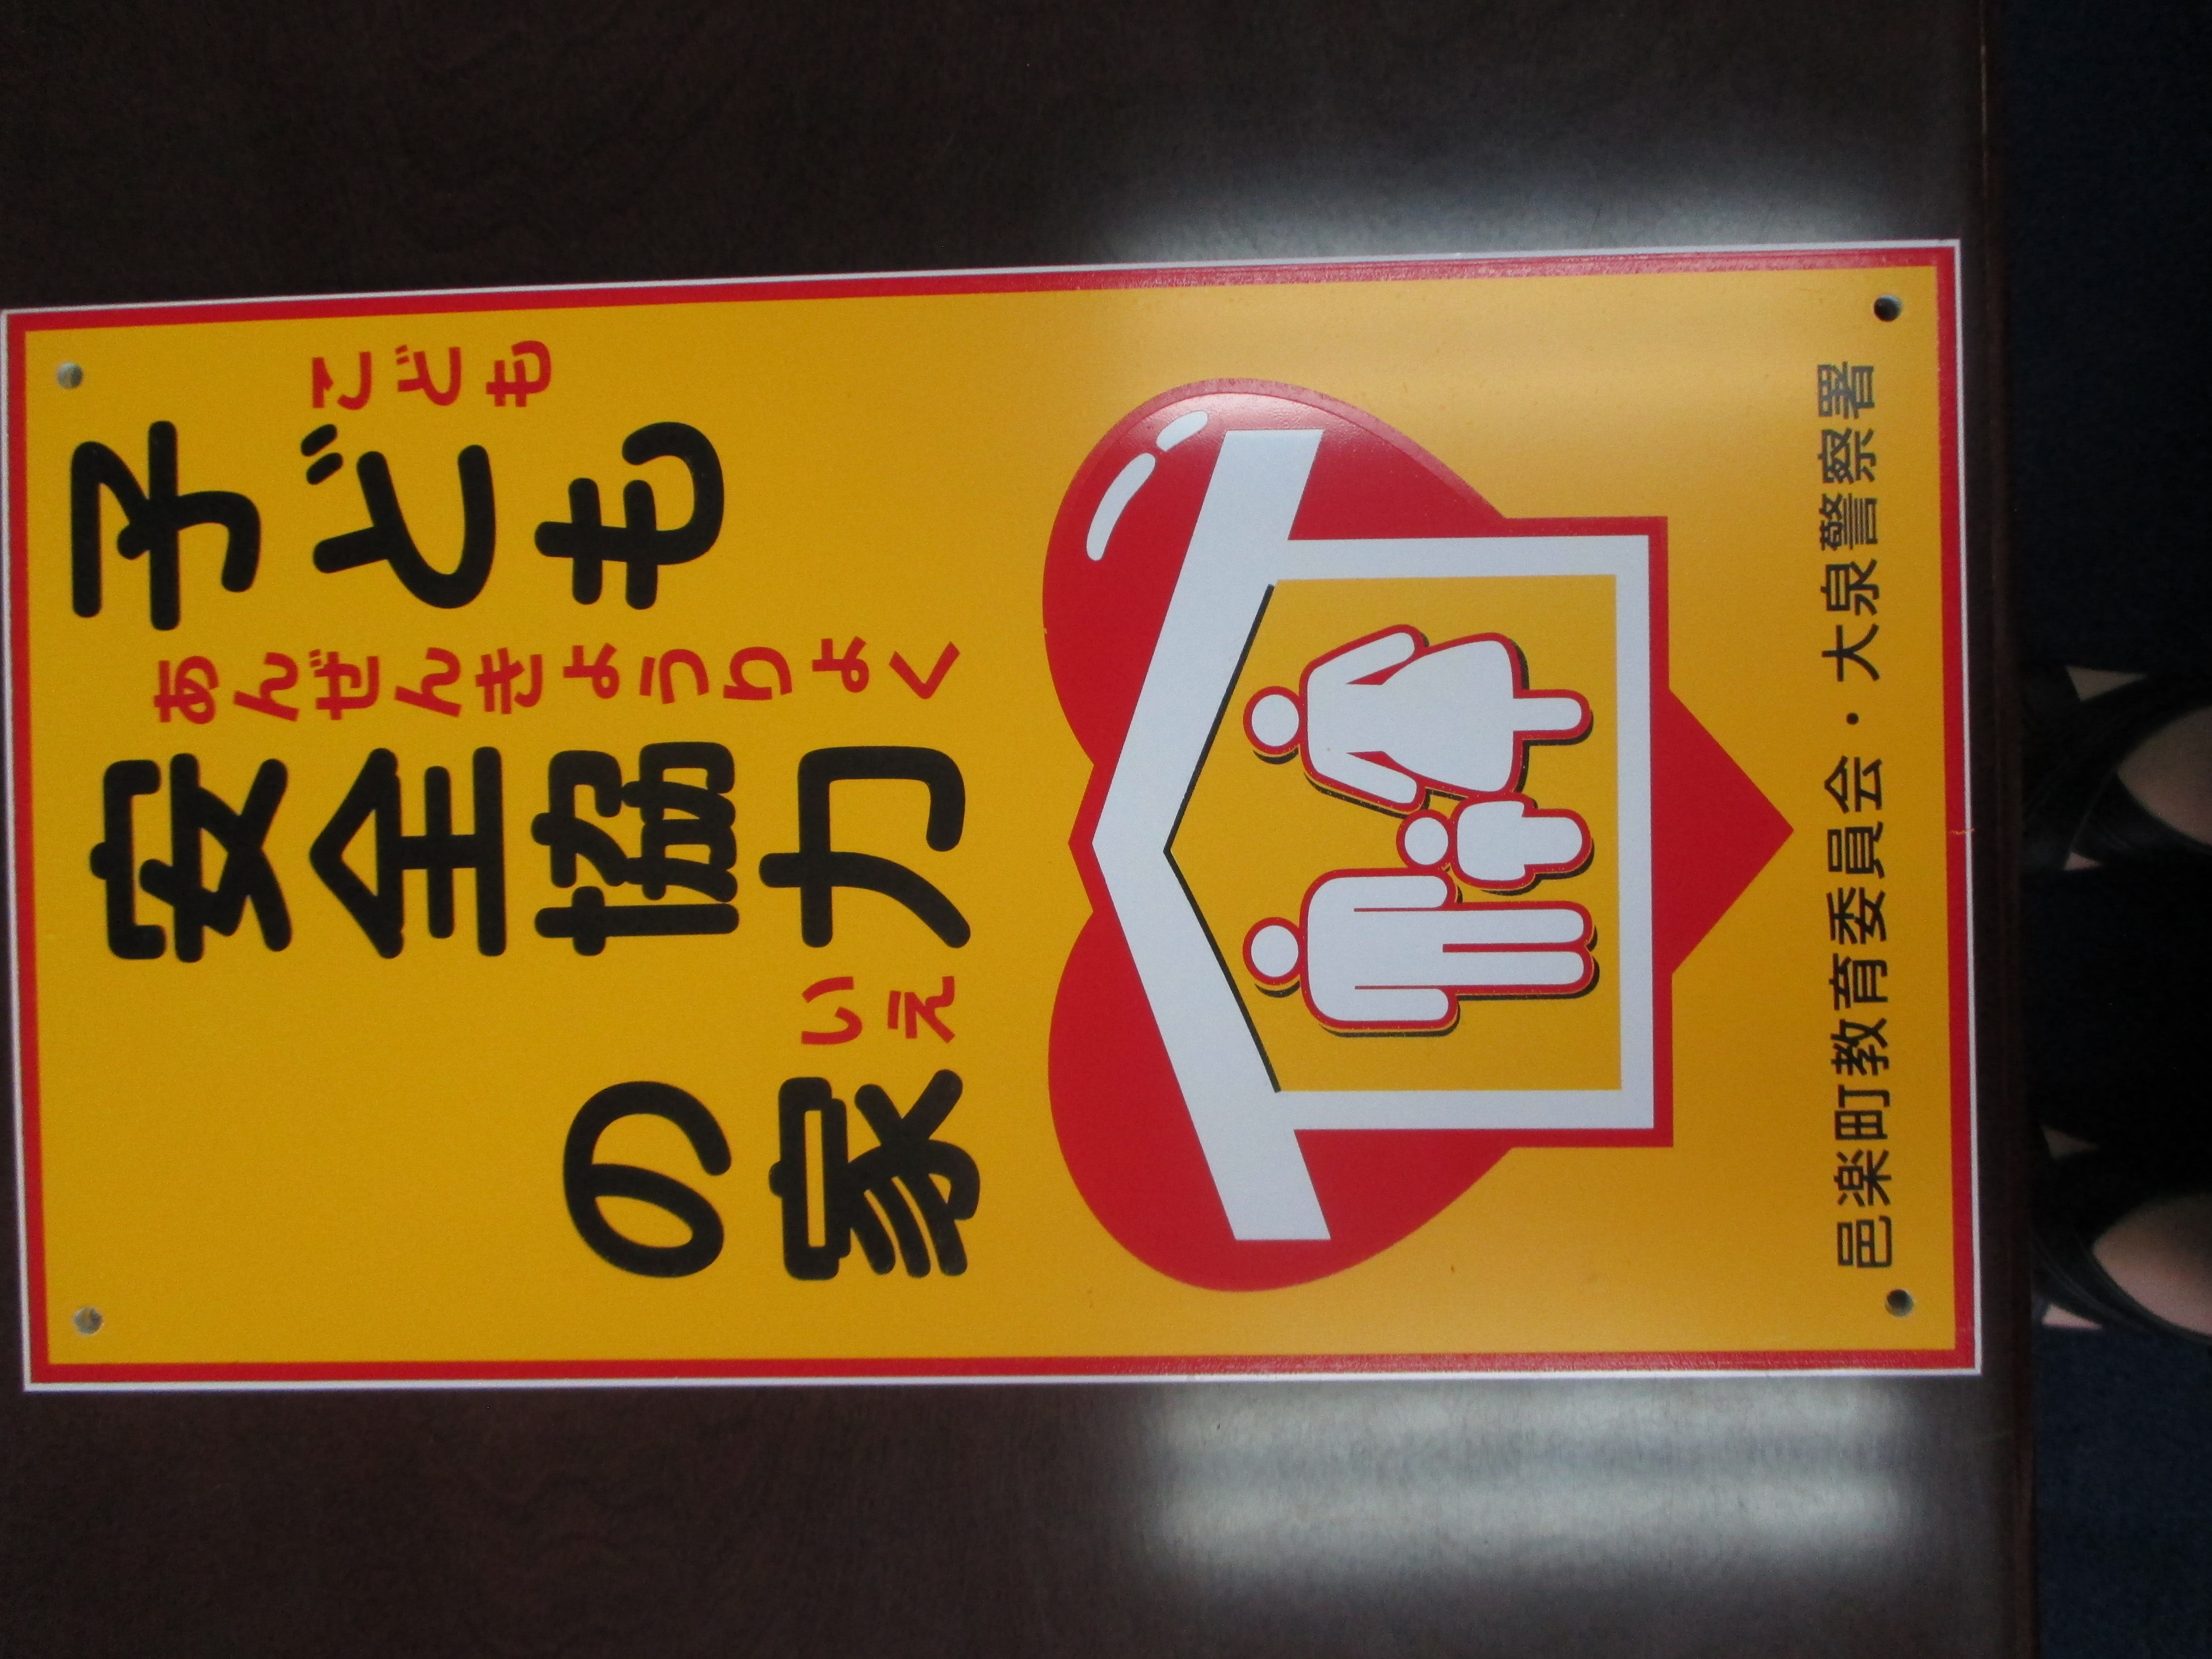 こども
子ども
あんぜんきょうりょく
安全協力
いえ
の家
邑楽町教育委員会・大泉警察署